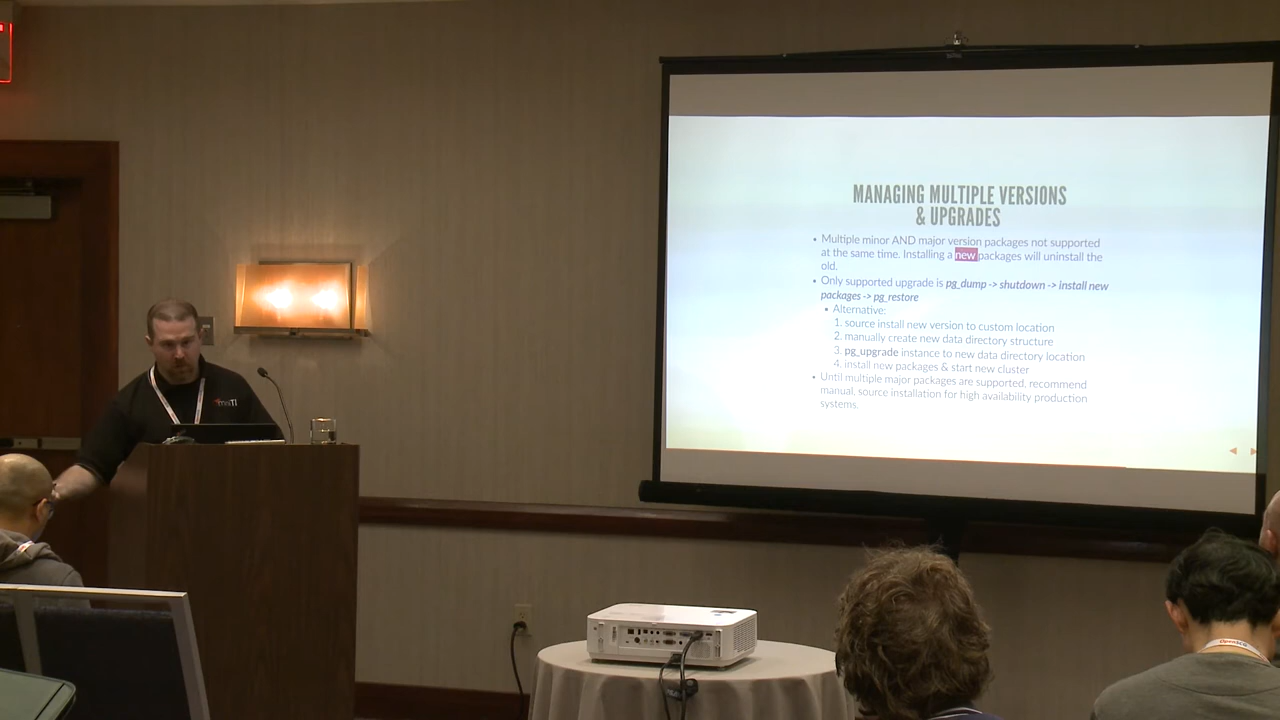 MANAGING MULTIPLE VERSIONS
& UPGRADES
• Multiple minor AND major version packages not supported
at the same time. Installing a new packages will uninstall the
old.
• Only supported upgrade is pg_dump -> shutdown -> install new
packages -> pg_restore
• Alternative:
1. source install new version to custom location
2. manually create new data directory structure
3. pg_upgrade instance to new data directory location
4. install new packages & start new cluster
• Until multiple major packages are supported, recommend
manual, source installation for high availability production
systems.
OmniTI